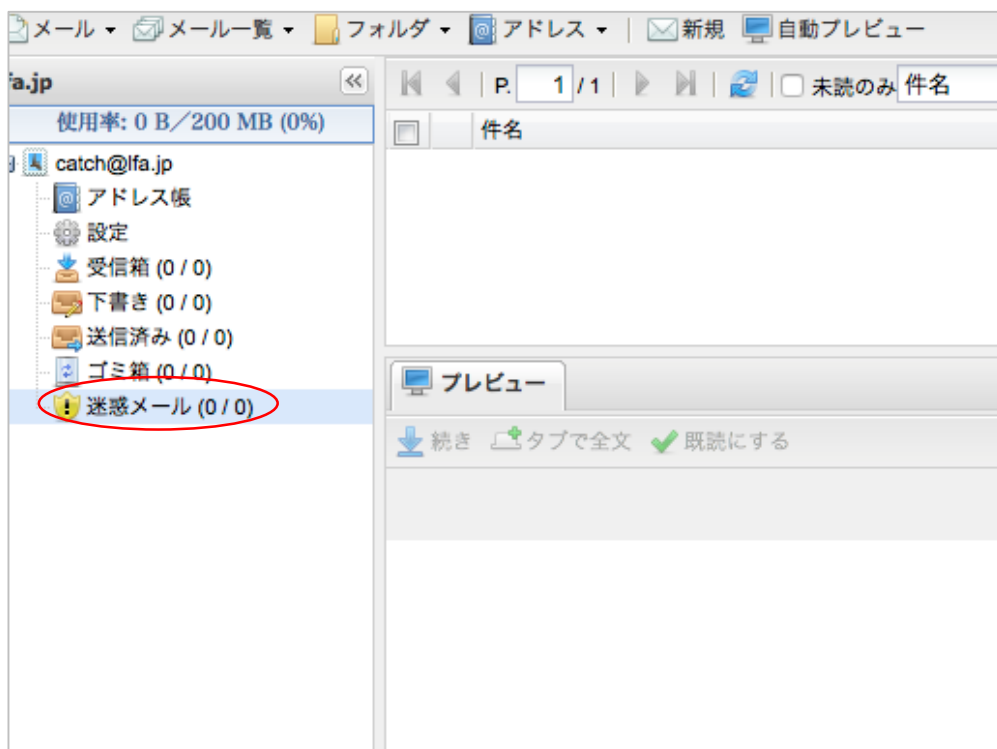 メール メール一覧 フォルダ アドレス 新規 自動プレビュー
fa.jp
P. 1 / 1 未読のみ 件名
使用率: 0 B／200 MB (0%)
件名
catch@lfa.jp
アドレス帳
設定
受信箱 (0 / 0)
下書き (0 / 0)
送信済み (0 / 0)
ゴミ箱 (0 / 0)
迷惑メール (0 / 0)
プレビュー
続き タブで全文 既読にする